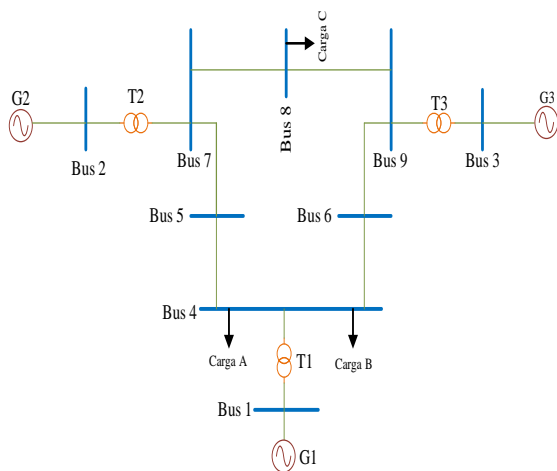 Carga C
G2
T2
T3
G3
Bus 8
Bus 2
Bus 7
Bus 9
Bus 3
Bus 5
Bus 6
Bus 4
Carga A
T1
Carga B
Bus 1
G1